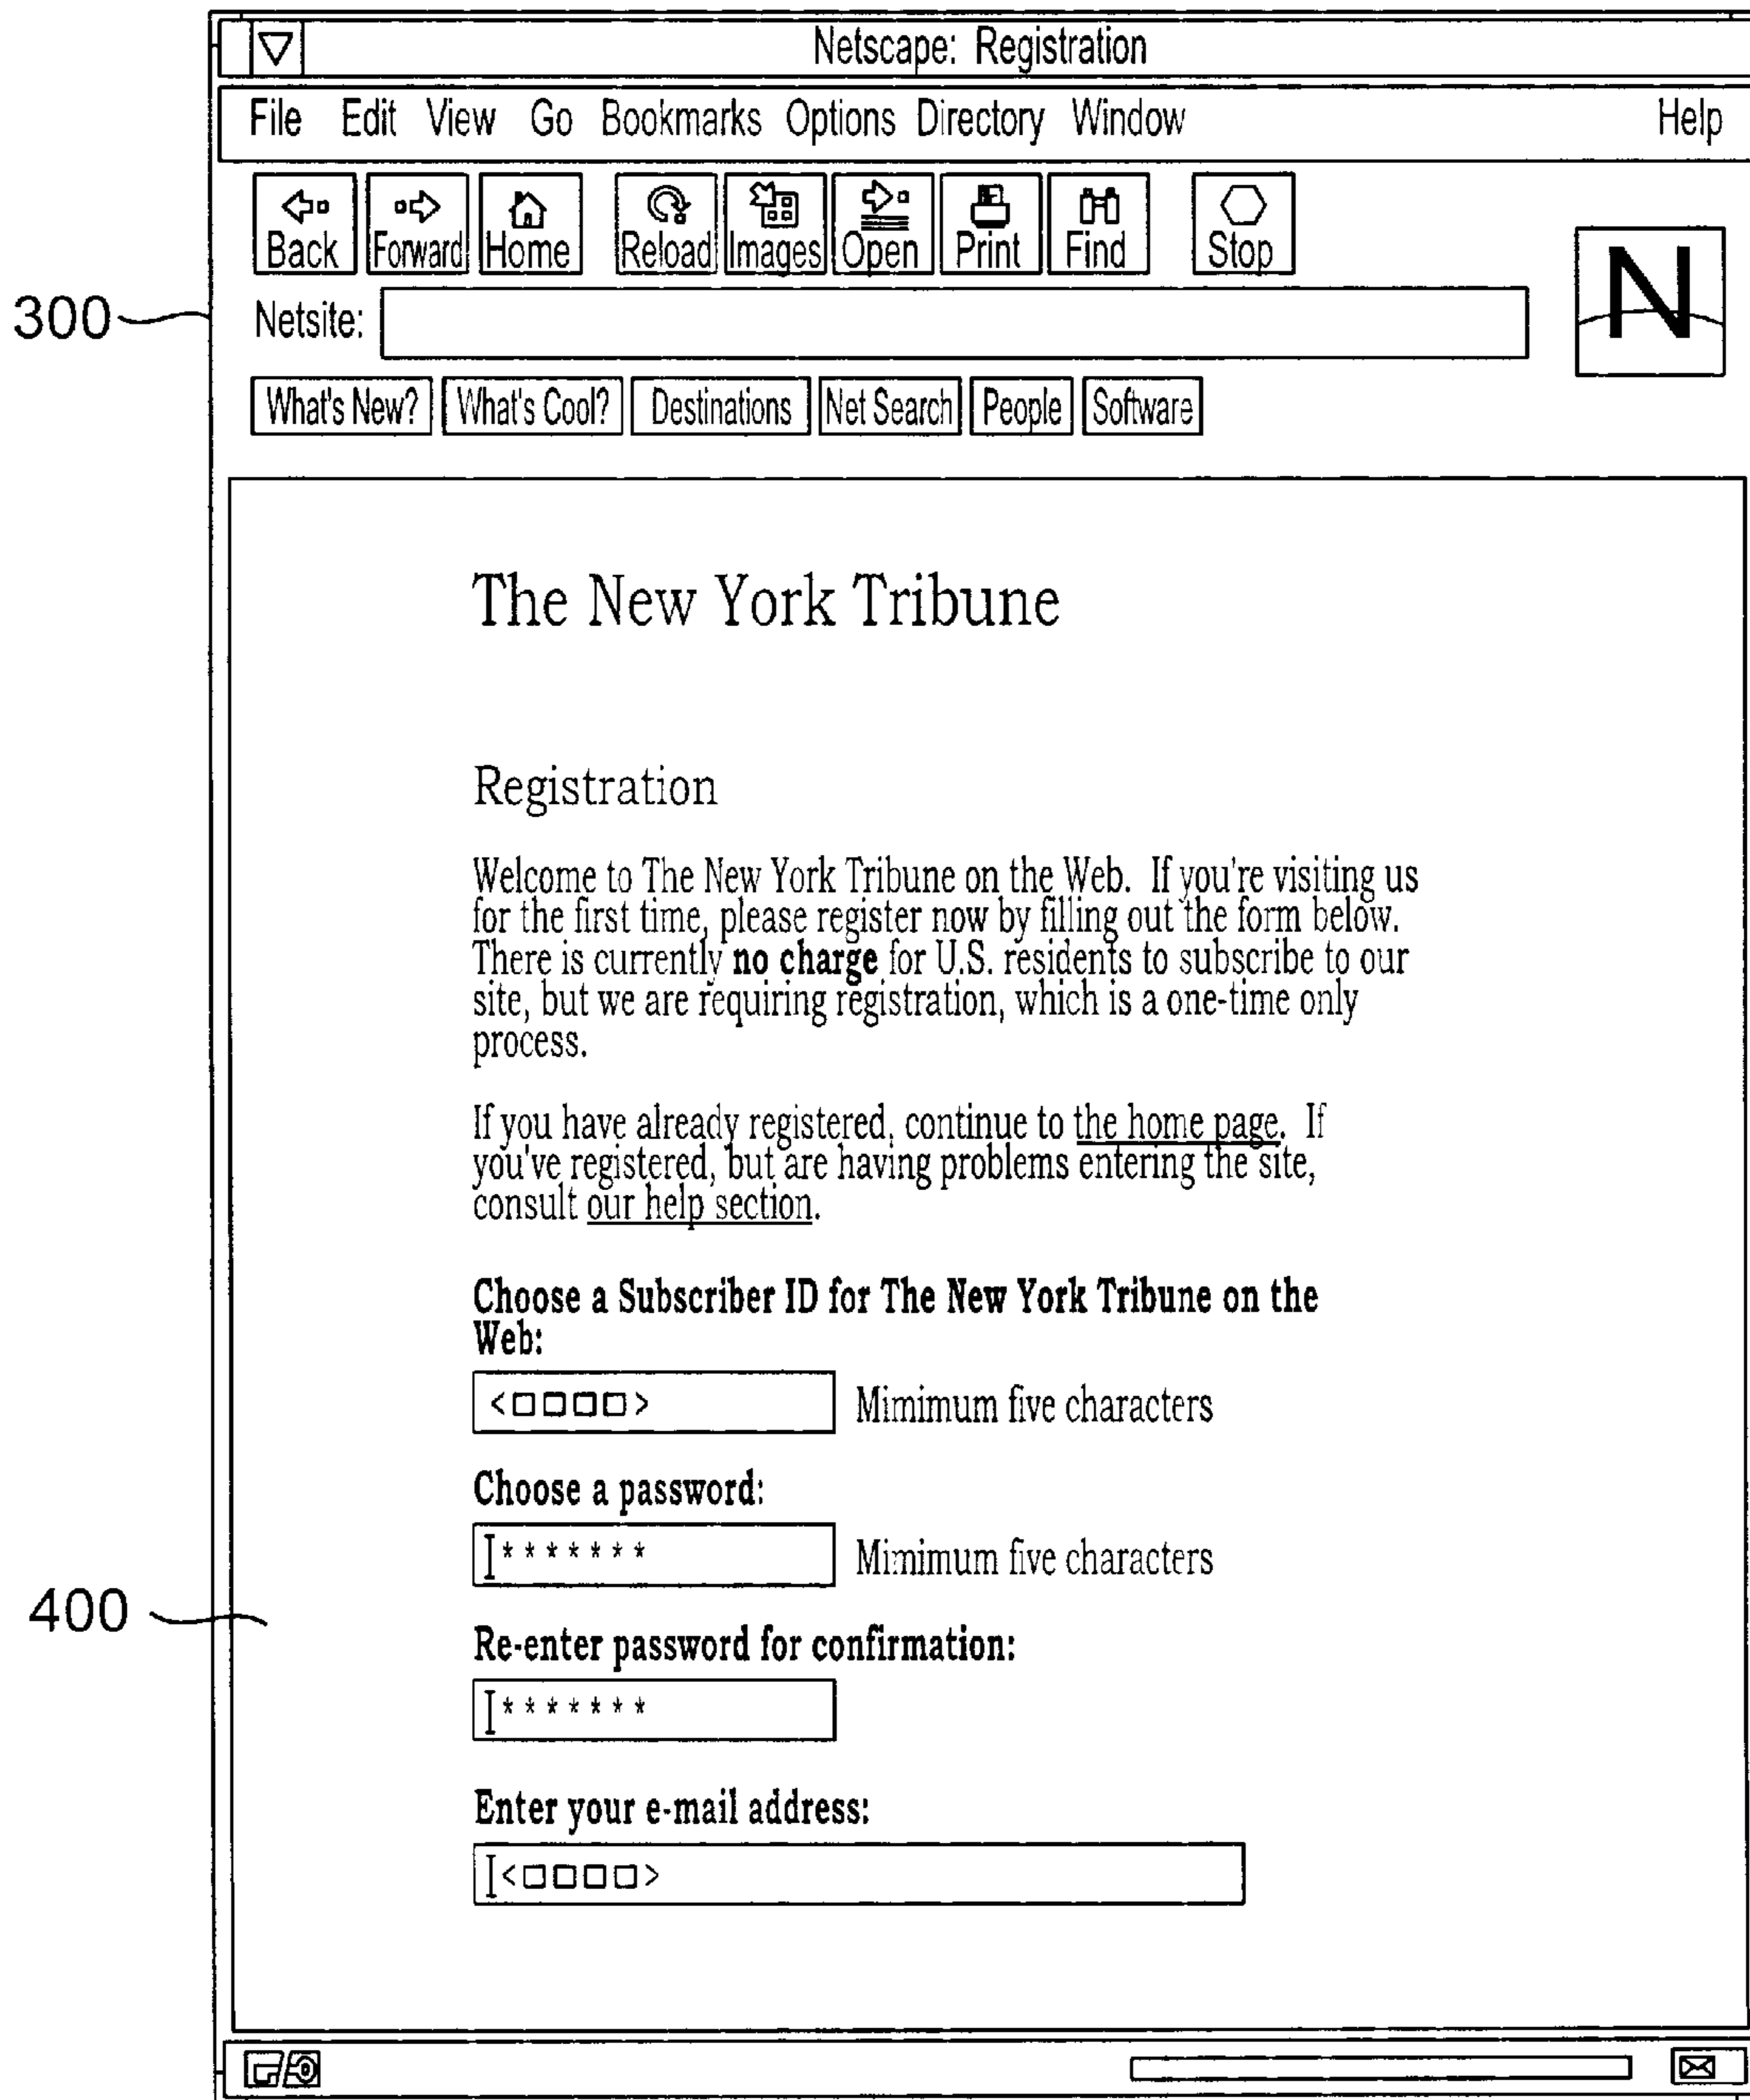 Netscape: Registration
File Edit View Go Bookmarks Options Directory Window Help
Back Forward Home Reload Images Open Print Find Stop
N
300
Netsite:
What's New? What's Cool? Destinations Net Search People Software
The New York Tribune
Registration
Welcome to The New York Tribune on the Web. If you're visiting us
for the first time, please register now by filling out the form below.
There is currently no charge for U.S. residents to subscribe to our
site, but we are requiring registration, which is a one-time only
process.
If you have already registered, continue to the home page. If
you've registered, but are having problems entering the site,
consult our help section.
Choose a Subscriber ID for The New York Tribune on the
Web:
<□□□□> Mimimum five characters
Choose a password:
******* Mimimum five characters
400
Re-enter password for confirmation:
*******
Enter your e-mail address:
<□□□□>